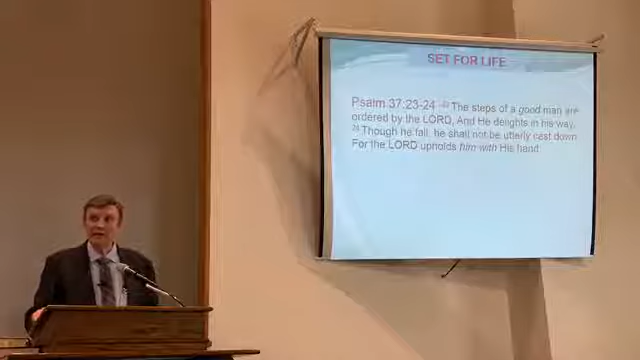 SET FOR LIFE
Psalm 37:23-24 ²³ The steps of a good man are
ordered by the LORD, And He delights in his way.
²⁴ Though he fall, he shall not be utterly cast down
For the LORD upholds him with His hand.